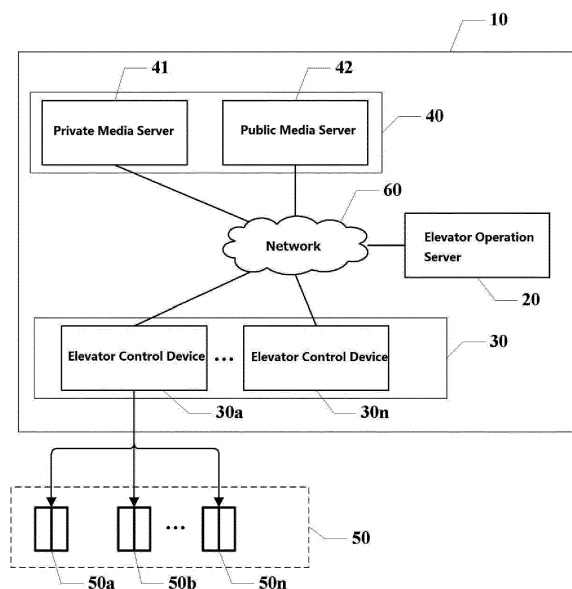 10
41
42
Private Media Server
Public Media Server
40
60
Network
Elevator Operation
Server
20
Elevator Control Device
...
Elevator Control Device
30
30a
30n
...
50
50a
50b
50n